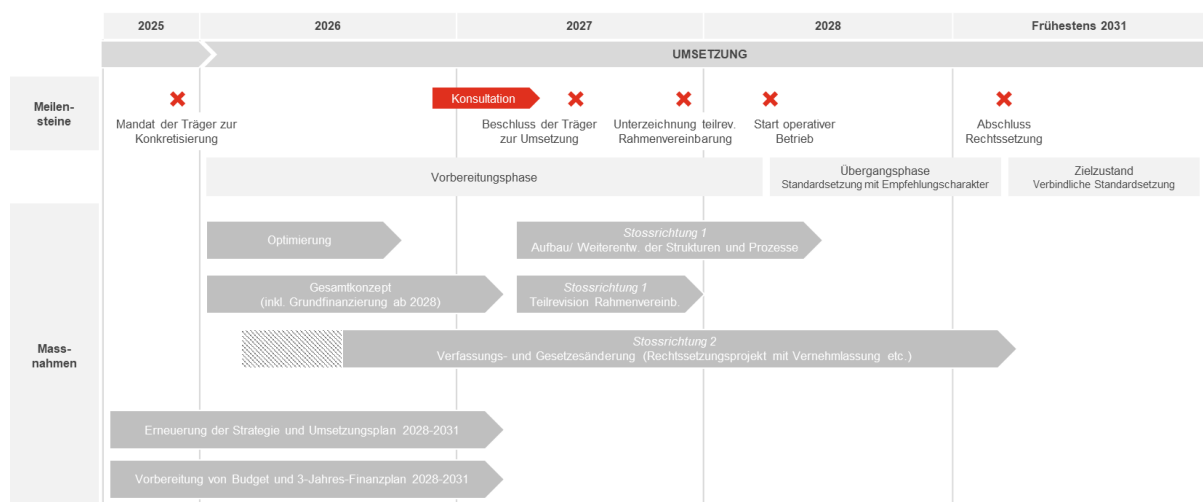 2025
2026
2027
2028
Frühestens 2031
UMSETZUNG
Meilen-
steine
Konsultation
Mandat der Träger zur
Konkretisierung
Beschluss der Träger
zur Umsetzung
Unterzeichnung teilrev.
Rahmenvereinbarung
Start operativer
Betrieb
Abschluss
Rechtssetzung
Vorbereitungsphase
Übergangsphase
Standardsetzung mit Empfehlungscharakter
Zielzustand
Verbindliche Standardsetzung
Mass-
nahmen
Optimierung
Stossrichtung 1
Aufbau/ Weiterentw. der Strukturen und Prozesse
Gesamtkonzept
(inkl. Grundfinanzierung ab 2028)
Stossrichtung 1
Teilrevision Rahmenvereinb.
Stossrichtung 2
Verfassungs- und Gesetzesänderung (Rechtssetzungsprojekt mit Vernehmlassung etc.)
Erneuerung der Strategie und Umsetzungsplan 2028-2031
Vorbereitung von Budget und 3-Jahres-Finanzplan 2028-2031